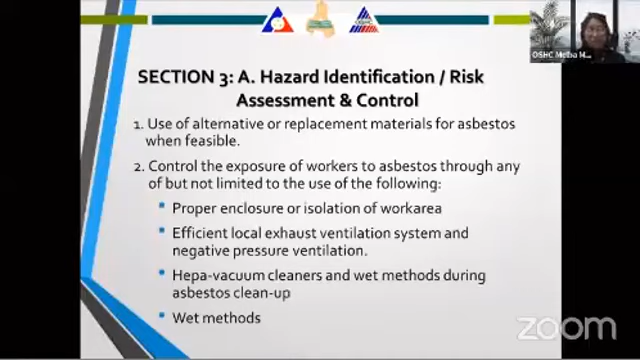 OSHC
OSHC Melba M...
SECTION 3: A. Hazard Identification / Risk
Assessment & Control
1. Use of alternative or replacement materials for asbestos
when feasible.
2. Control the exposure of workers to asbestos through any
of but not limited to the use of the following:
• Proper enclosure or isolation of workarea
• Efficient local exhaust ventilation system and
negative pressure ventilation.
• Hepa-vacuum cleaners and wet methods during
asbestos clean-up
• Wet methods
zoom